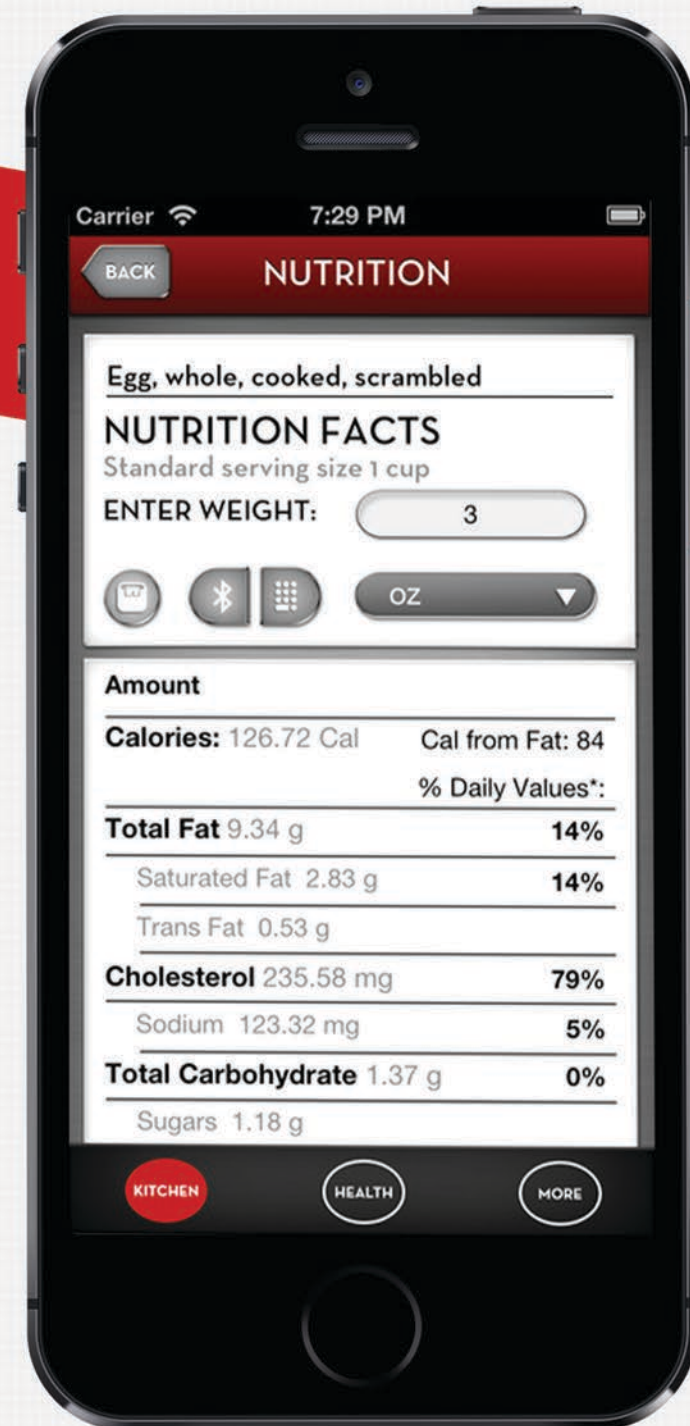 Carrier 7:29 PM
BACK NUTRITION
Egg, whole, cooked, scrambled
NUTRITION FACTS
Standard serving size 1 cup
ENTER WEIGHT: 3
OZ
Amount
Calories: 126.72 Cal Cal from Fat: 84
% Daily Values*:
Total Fat 9.34 g 14%
Saturated Fat 2.83 g 14%
Trans Fat 0.53 g
Cholesterol 235.58 mg 79%
Sodium 123.32 mg 5%
Total Carbohydrate 1.37 g 0%
Sugars 1.18 g
KITCHEN HEALTH MORE